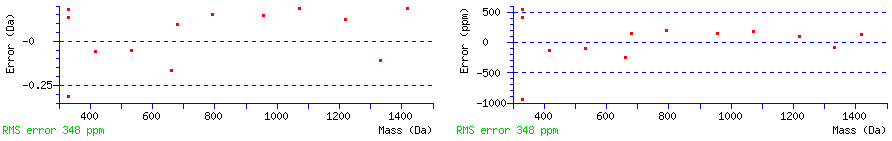 Error (Da)
-0
-0.25
400 600 800 1000 1200 1400
RMS error 348 ppm Mass (Da)
Error (ppm)
500
0
-500
-1000
400 600 800 1000 1200 1400
RMS error 348 ppm Mass (Da)